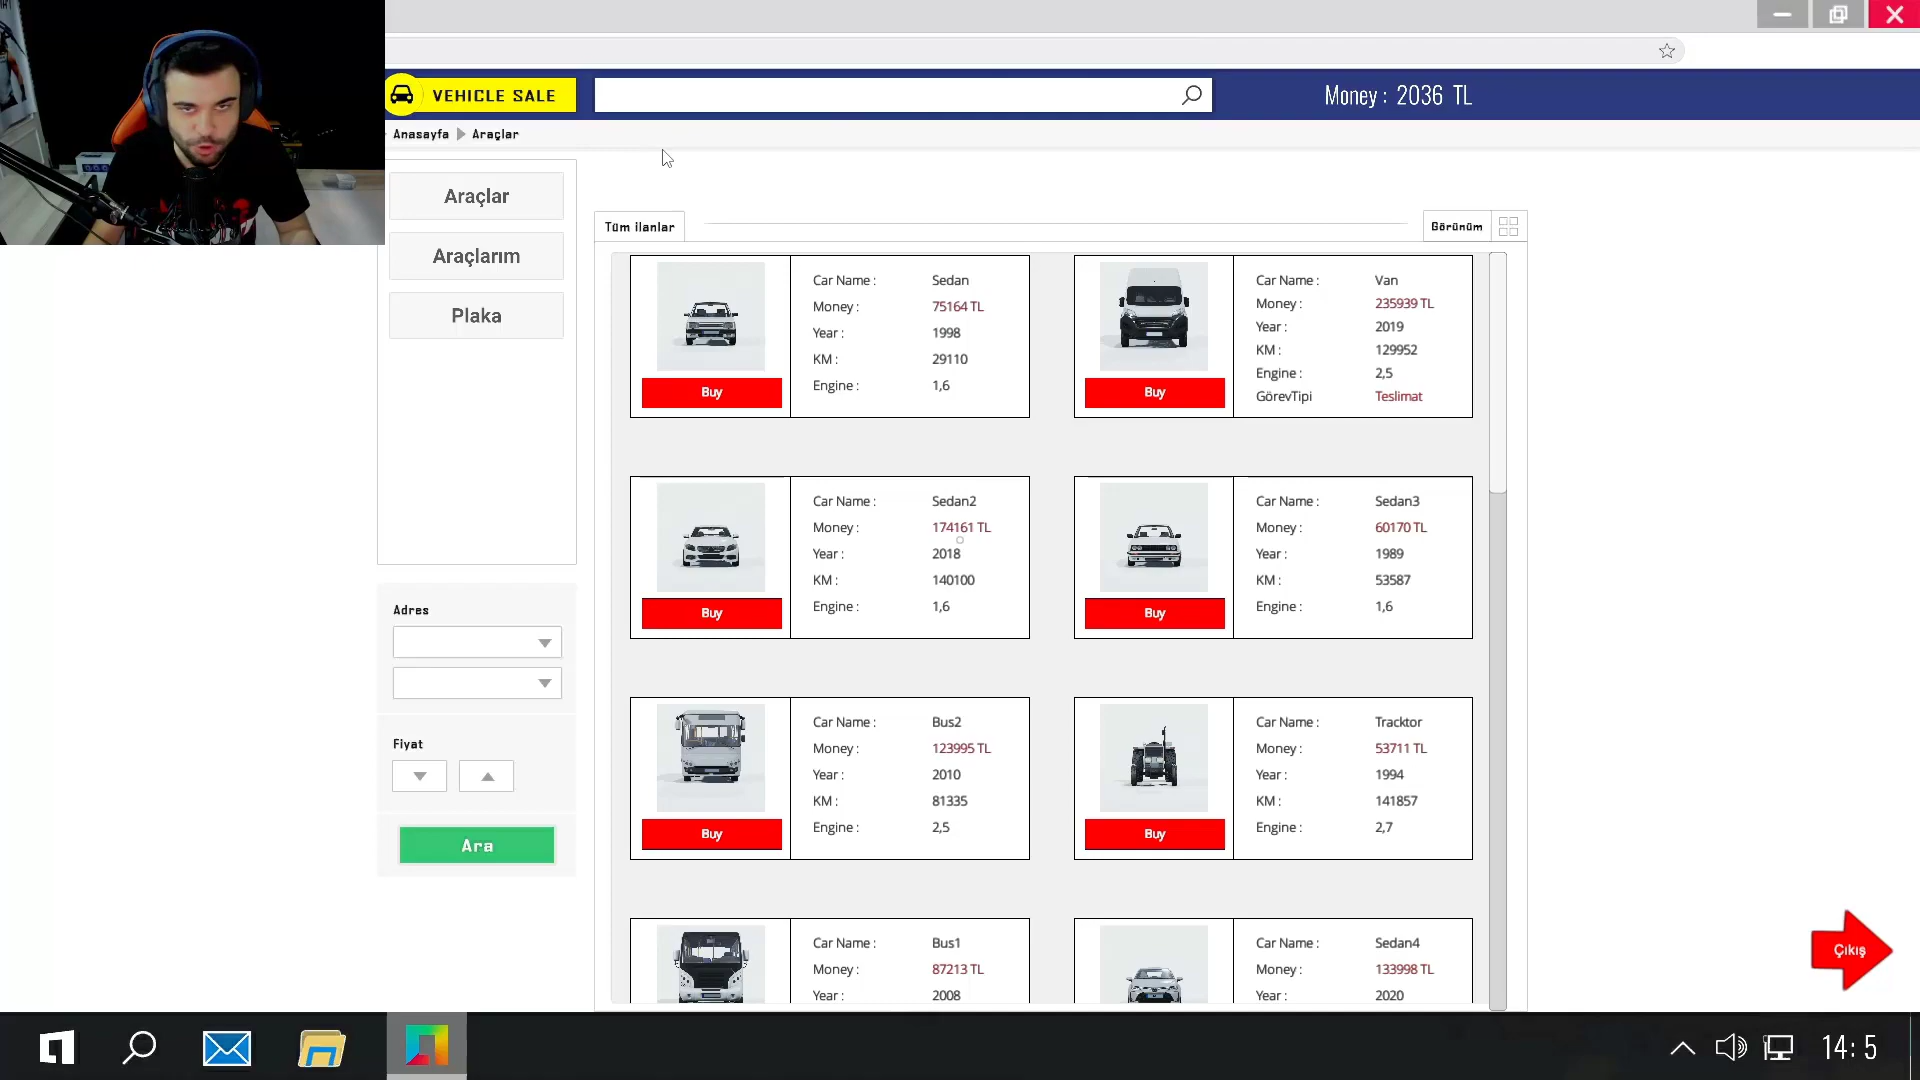 VEHICLE SALE
Money : 2036 TL
Anasayfa Araçlar
Araçlar
Araçlarım
Plaka
Adres
Fiyat
Ara
Tüm ilanlar
Görünüm
Car Name : Sedan
Money : 75164 TL
Year : 1998
KM : 29110
Engine : 1,6
Buy
Car Name : Van
Money : 235939 TL
Year : 2019
KM : 129952
Engine : 2,5
GörevTipi Teslimat
Buy
Car Name : Sedan2
Money : 174161 TL
Year : 2018
KM : 140100
Engine : 1,6
Buy
Car Name : Sedan3
Money : 60170 TL
Year : 1989
KM : 53587
Engine : 1,6
Buy
Car Name : Bus2
Money : 123995 TL
Year : 2010
KM : 81335
Engine : 2,5
Buy
Car Name : Tracktor
Money : 53711 TL
Year : 1994
KM : 141857
Engine : 2,7
Buy
Car Name : Bus1
Money : 87213 TL
Year : 2008
Car Name : Sedan4
Money : 133998 TL
Year : 2020
Çıkış
14: 5